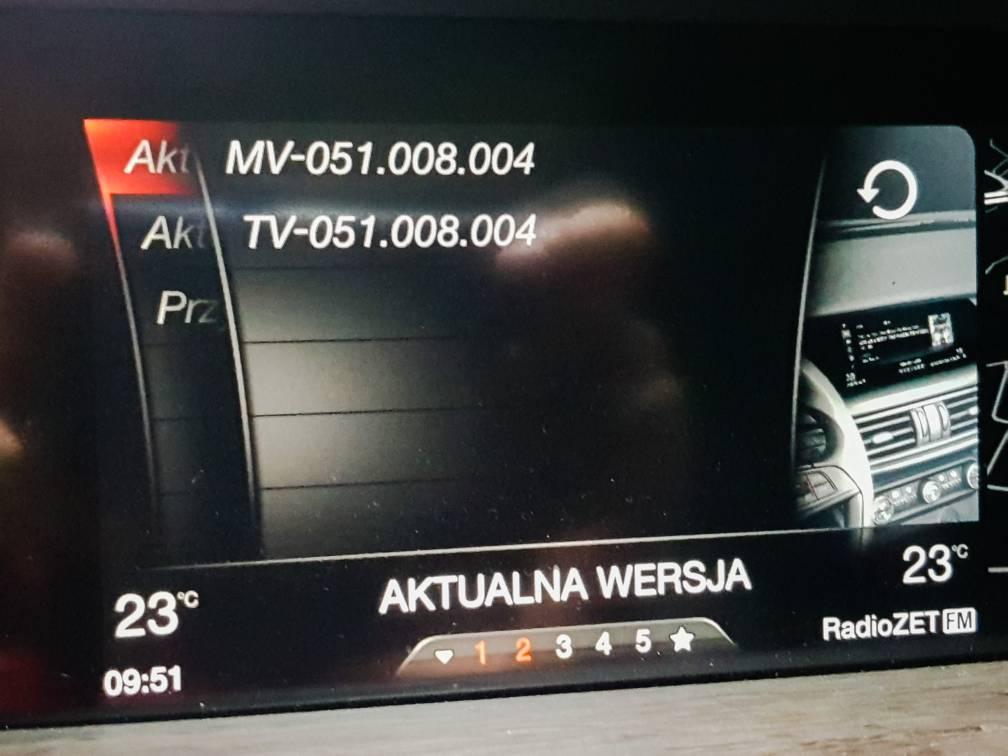 Akt MV-051.008.004
Akt TV-051.008.004
Prz
23°C
AKTUALNA WERSJA
23°C
1 2 3 4 5
RadioZET FM
09:51